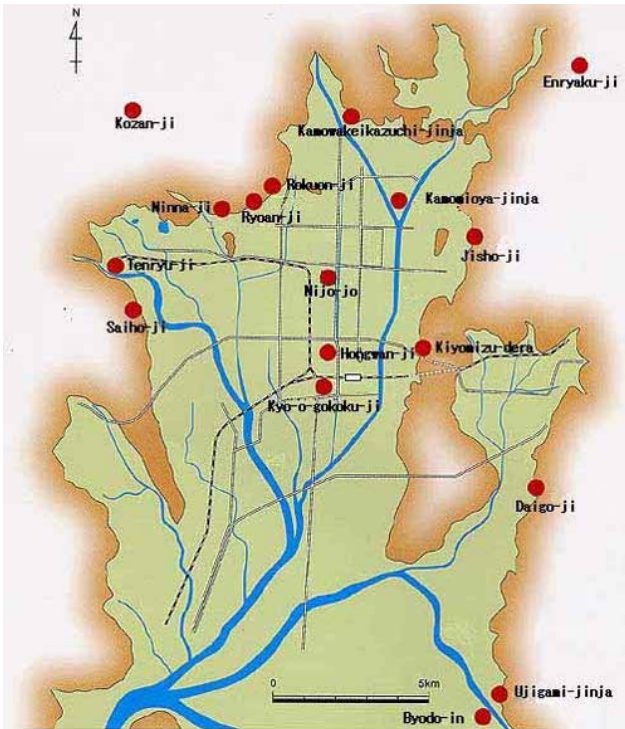 N
Enryaku-ji
Kozan-ji
Kamowakeikazuchi-jinja
Rokuon-ji
Kamomioya-jinja
Ninna-ji
Ryoan-ji
Jisho-ji
Tenryu-ji
Nijo-jo
Saiho-ji
Hongwan-ji
Kiyomizu-dera
Kyo-o-gokoku-ji
Daigo-ji
0 5km
Ujigami-jinja
Byodo-in